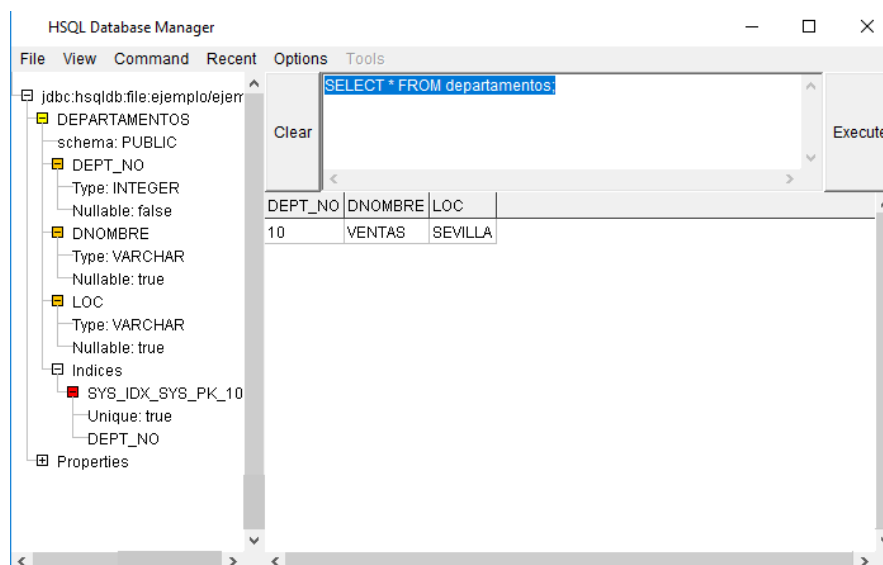 HSQL Database Manager
File View Command Recent Options Tools
jdbc:hsqldb:file:ejemplo/ejem
DEPARTAMENTOS
schema: PUBLIC
DEPT_NO
Type: INTEGER
Nullable: false
DNOMBRE
Type: VARCHAR
Nullable: true
LOC
Type: VARCHAR
Nullable: true
Indices
SYS_IDX_SYS_PK_10
Unique: true
DEPT_NO
Properties
Clear
SELECT * FROM departamentos;
Execute
DEPT_NO DNOMBRE LOC
10 VENTAS SEVILLA